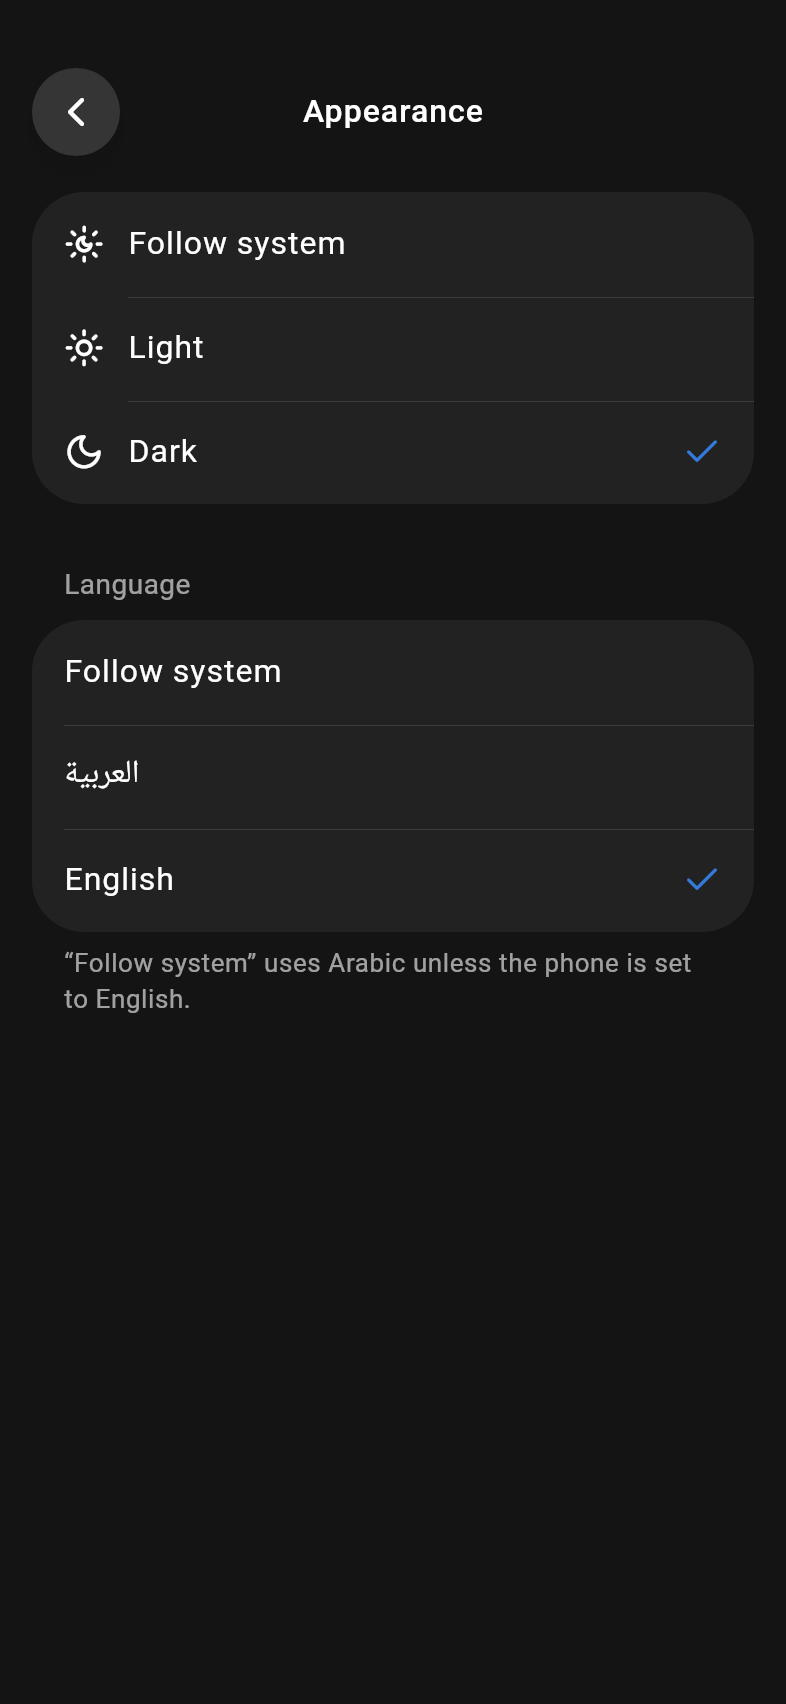 Appearance
Follow system
Light
Dark
Language
Follow system
العربية
English
“Follow system” uses Arabic unless the phone is set
to English.